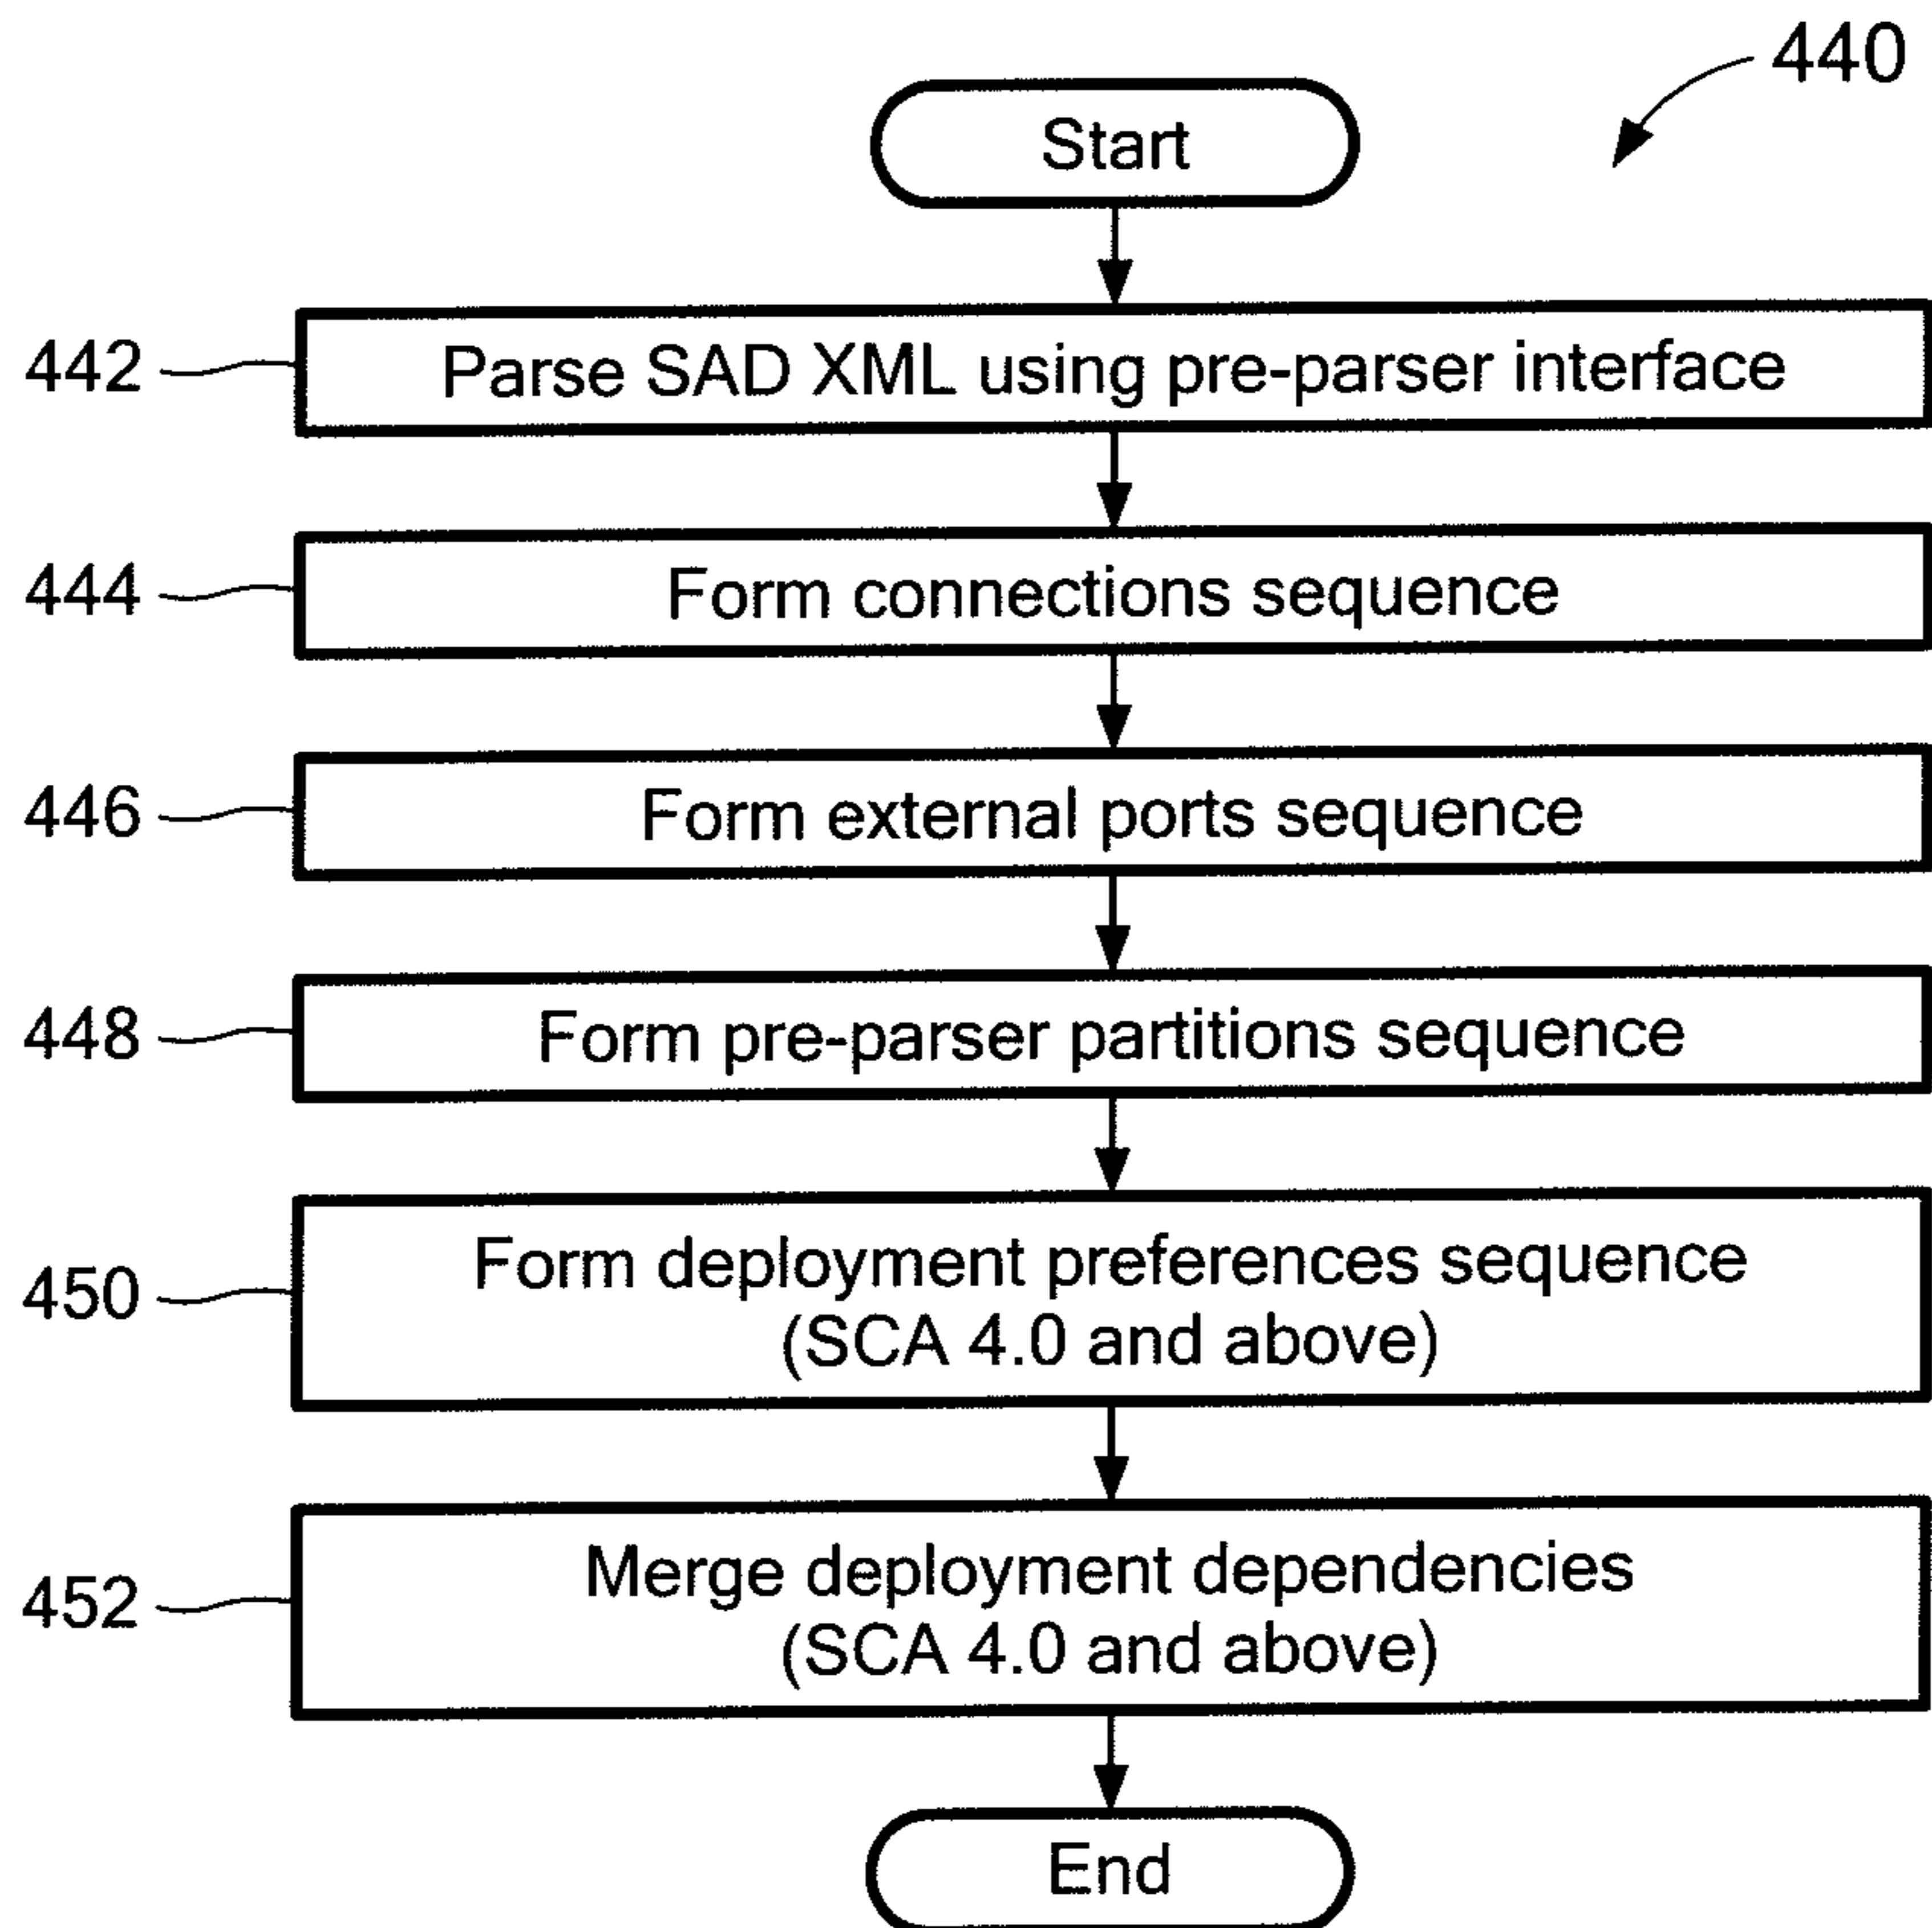 440
Start
442
Parse SAD XML using pre-parser interface
444
Form connections sequence
446
Form external ports sequence
448
Form pre-parser partitions sequence
450
Form deployment preferences sequence
(SCA 4.0 and above)
452
Merge deployment dependencies
(SCA 4.0 and above)
End